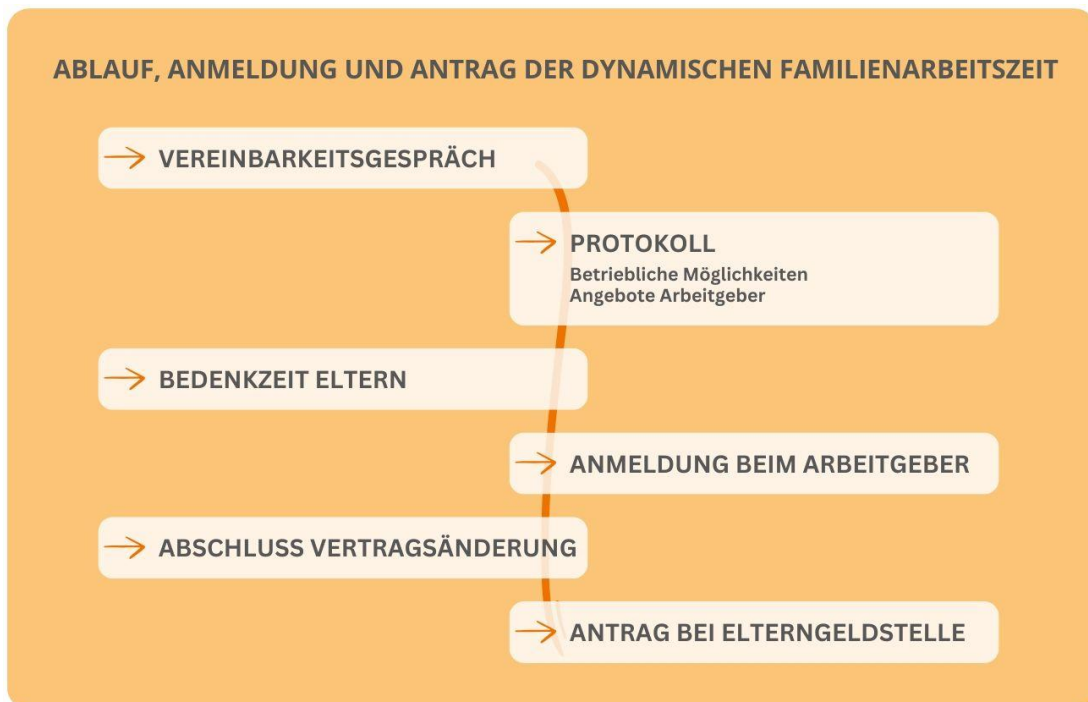 ABLAUF, ANMELDUNG UND ANTRAG DER DYNAMISCHEN FAMILIENARBEITSZEIT
VEREINBARKEITSGESPRÄCH
PROTOKOLL
Betriebliche Möglichkeiten
Angebote Arbeitgeber
BEDENKZEIT ELTERN
ANMELDUNG BEIM ARBEITGEBER
ABSCHLUSS VERTRAGSÄNDERUNG
ANTRAG BEI ELTERNGELDSTELLE